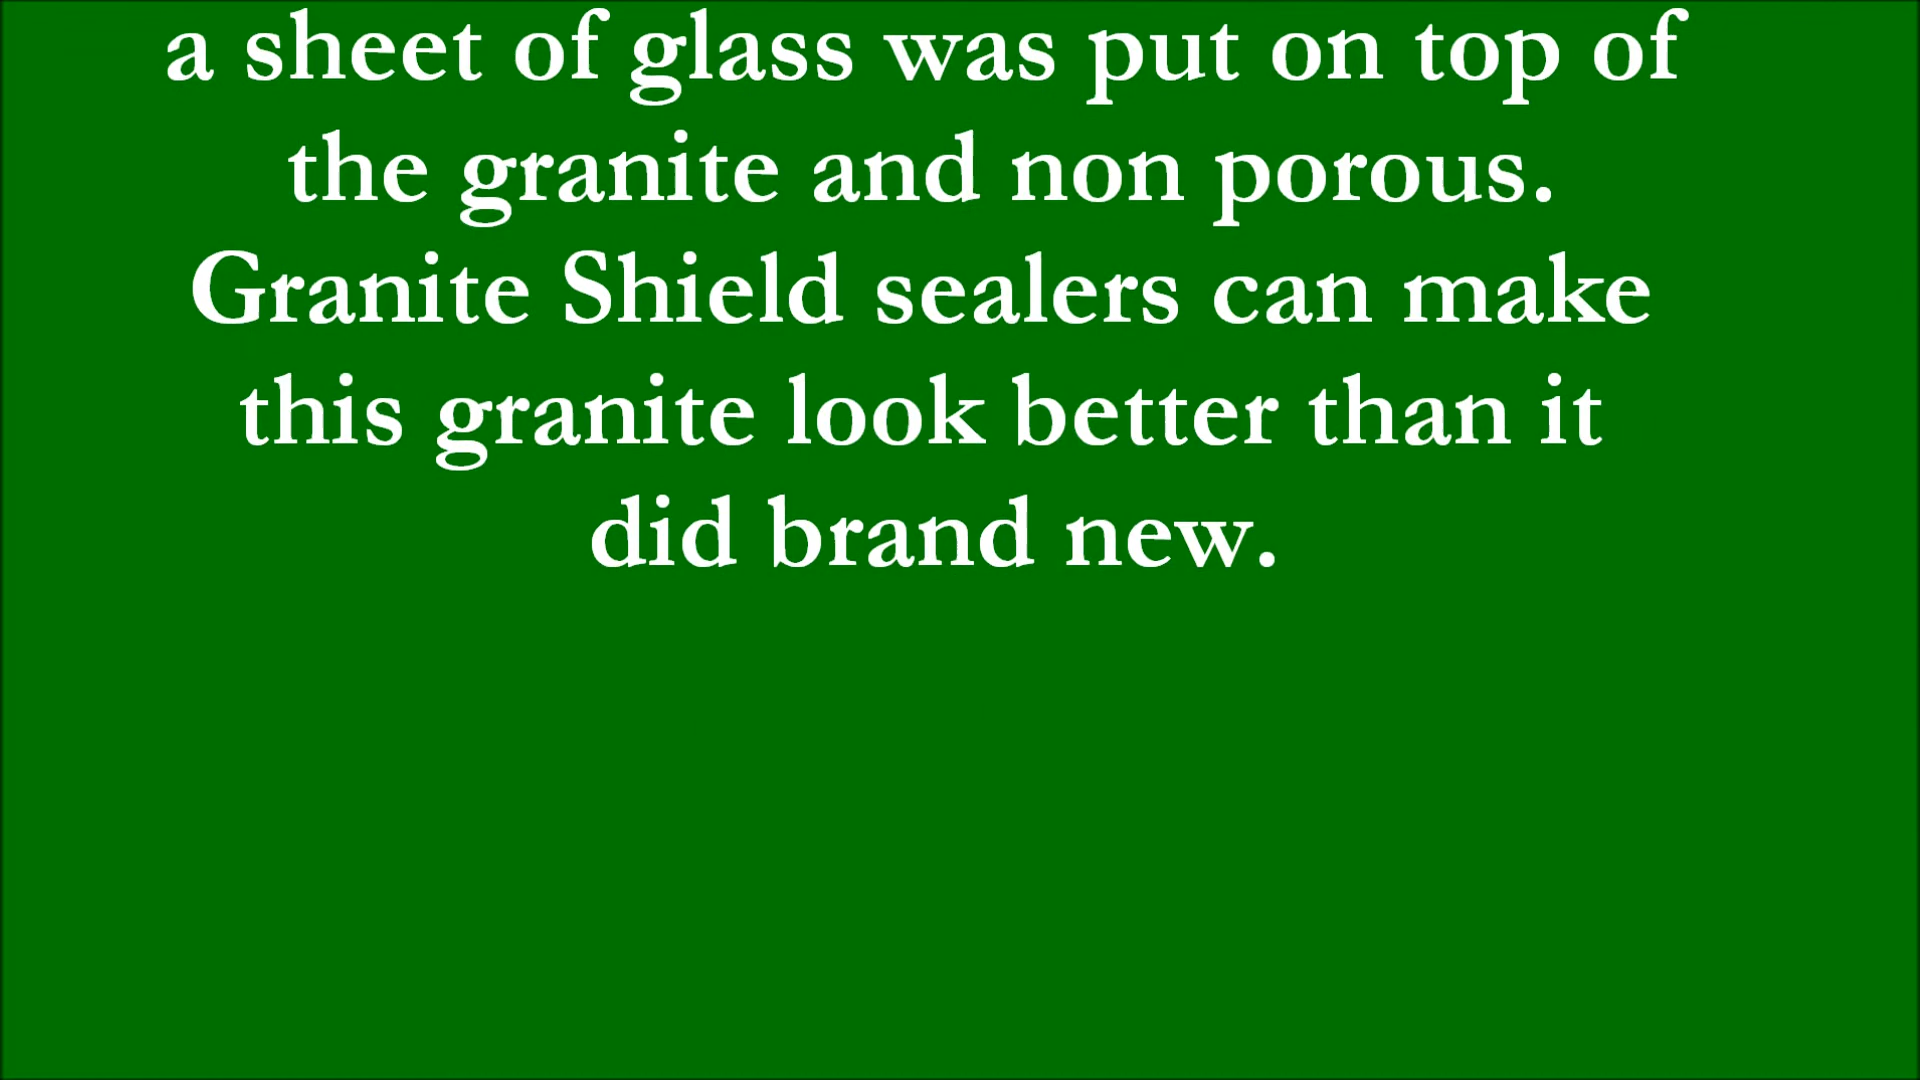 a sheet of glass was put on top of
the granite and non porous.
Granite Shield sealers can make
this granite look better than it
did brand new.